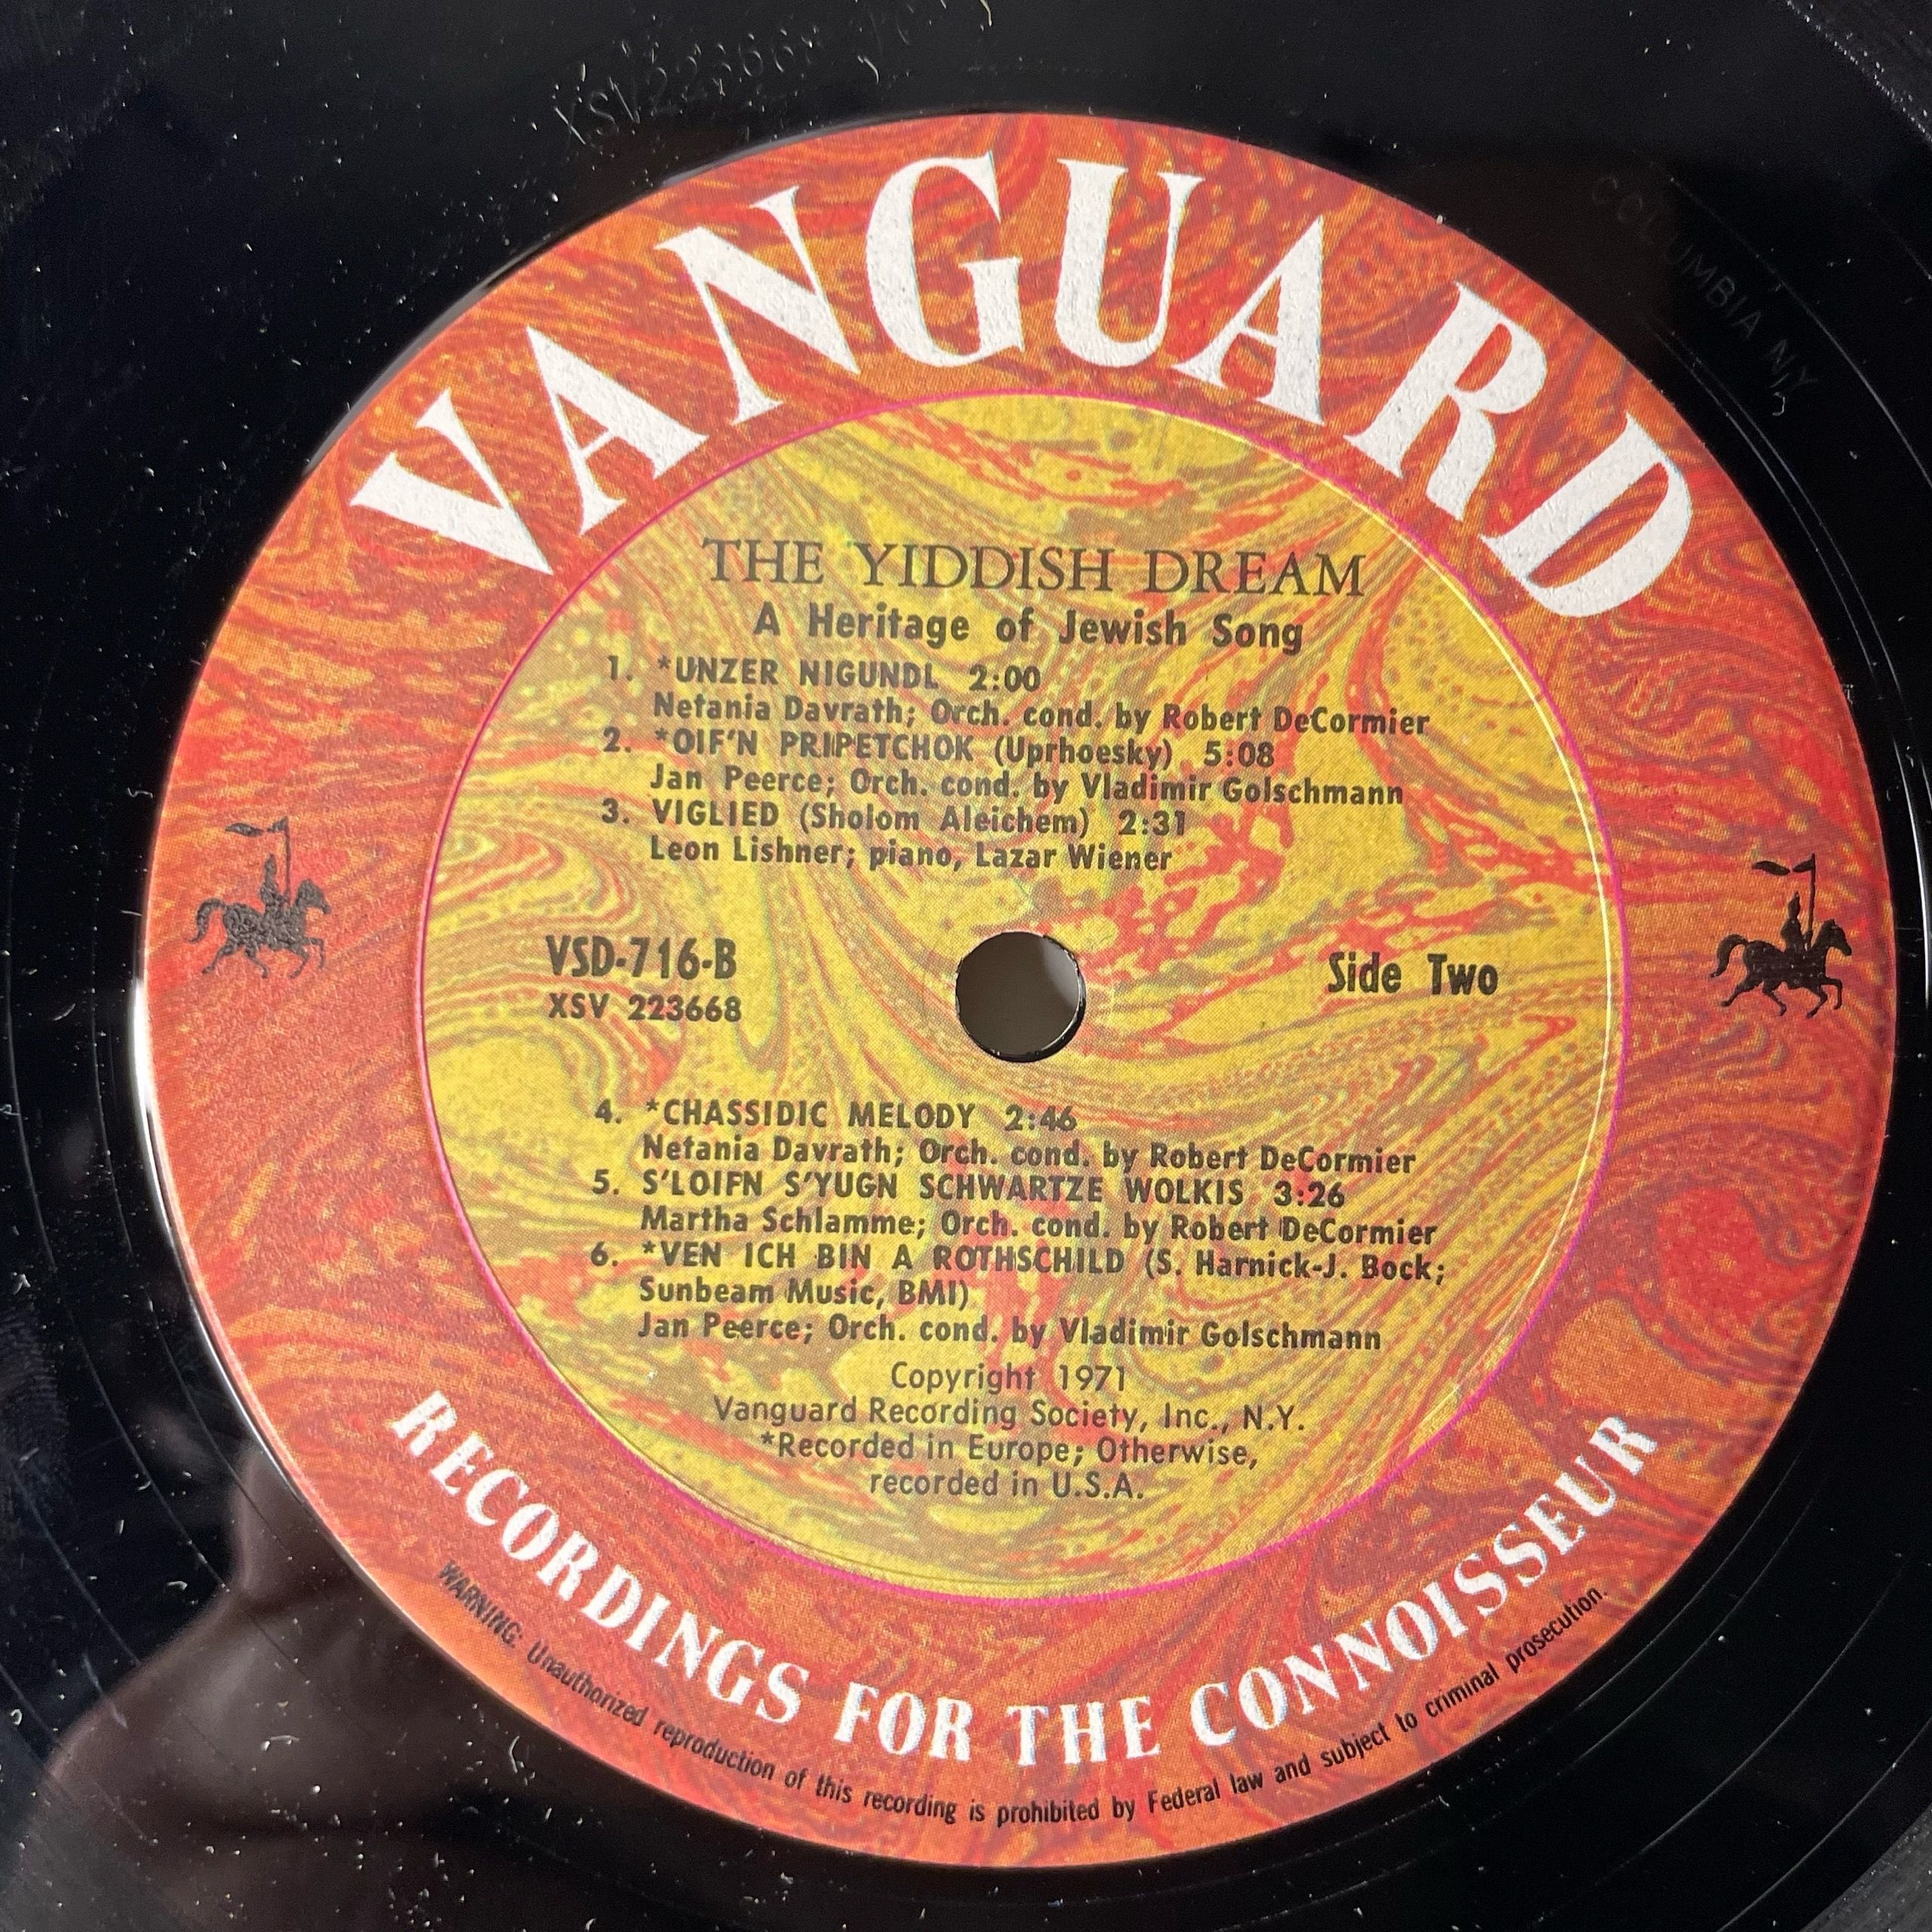 XSV223668
COLUMBIA NY
VANGUARD
THE YIDDISH DREAM
A Heritage of Jewish Song
1. *UNZER NIGUNDL 2:00
Netania Davrath; Orch. cond. by Robert DeCormier
2. *OIF'N PRIPETCHOK (Uprhoesky) 5:08
Jan Peerce; Orch. cond. by Vladimir Golschmann
3. VIGLIED (Sholom Aleichem) 2:31
Leon Lishner; piano, Lazar Wiener
VSD-716-B
XSV 223668
Side Two
4. *CHASSIDIC MELODY 2:46
Netania Davrath; Orch. cond. by Robert DeCormier
5. S'LOIFN S'YUGN SCHWARTZE WOLKIS 3:26
Martha Schlamme; Orch. cond. by Robert DeCormier
6. *VEN ICH BIN A ROTHSCHILD (S. Harnick-J. Bock;
Sunbeam Music, BMI)
Jan Peerce; Orch. cond. by Vladimir Golschmann
Copyright 1971
Vanguard Recording Society, Inc., N.Y.
*Recorded in Europe; Otherwise,
recorded in U.S.A.
RECORDINGS FOR THE CONNOISSEUR
WARNING: Unauthorized reproduction of this recording is prohibited by Federal law and subject to criminal prosecution.